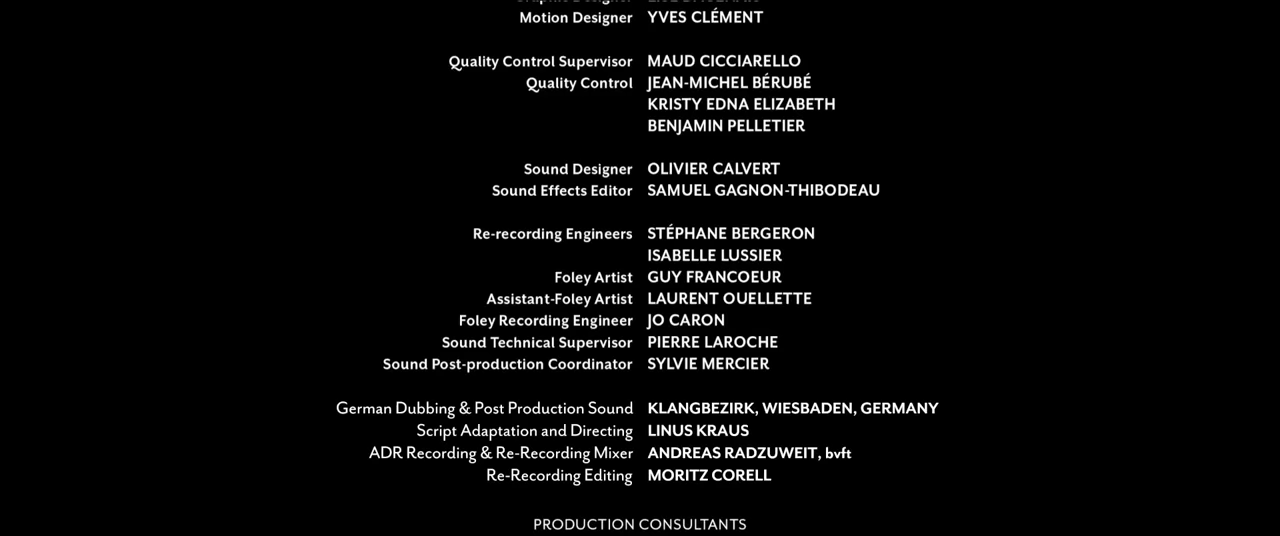 Motion Designer YVES CLÉMENT
Quality Control Supervisor MAUD CICCIARELLO
Quality Control JEAN-MICHEL BÉRUBÉ
KRISTY EDNA ELIZABETH
BENJAMIN PELLETIER
Sound Designer OLIVIER CALVERT
Sound Effects Editor SAMUEL GAGNON-THIBODEAU
Re-recording Engineers STÉPHANE BERGERON
ISABELLE LUSSIER
Foley Artist GUY FRANCOEUR
Assistant-Foley Artist LAURENT OUELLETTE
Foley Recording Engineer JO CARON
Sound Technical Supervisor PIERRE LAROCHE
Sound Post-production Coordinator SYLVIE MERCIER
German Dubbing & Post Production Sound KLANGBEZIRK, WIESBADEN, GERMANY
Script Adaptation and Directing LINUS KRAUS
ADR Recording & Re-Recording Mixer ANDREAS RADZUWEIT, bvft
Re-Recording Editing MORITZ CORELL
PRODUCTION CONSULTANTS